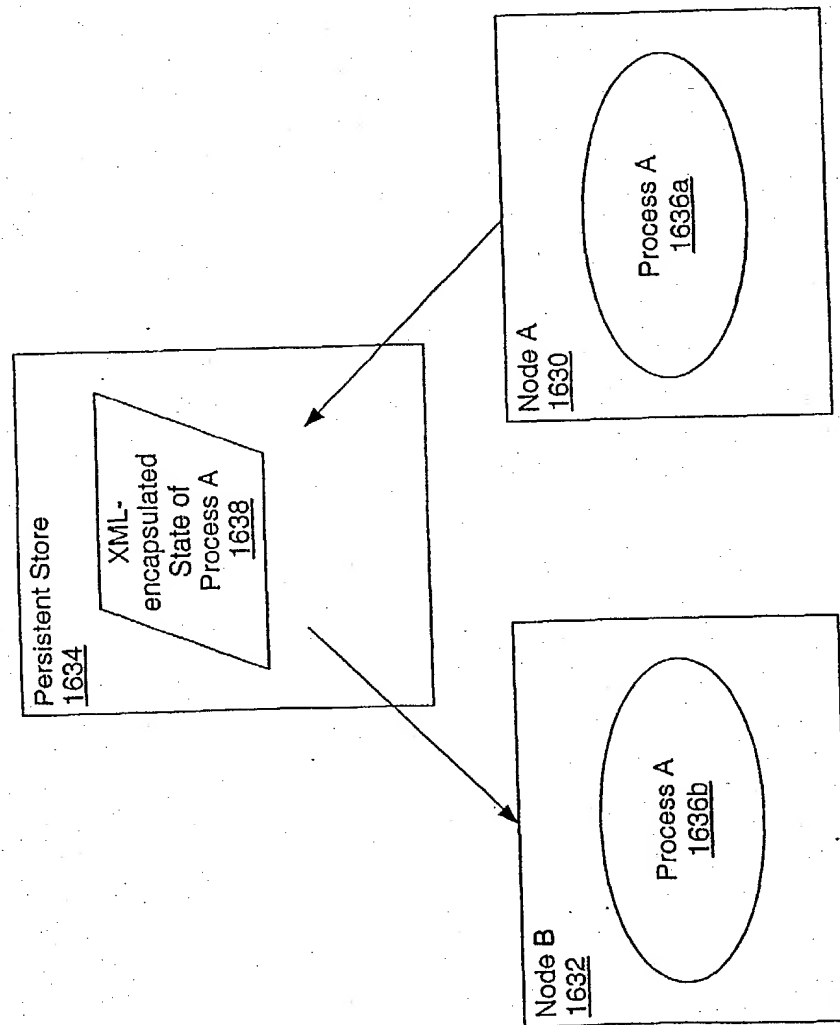 Persistent Store
1634
XML-
encapsulated
State of
Process A
1638
Node B
1632
Process A
1636b
Node A
1630
Process A
1636a